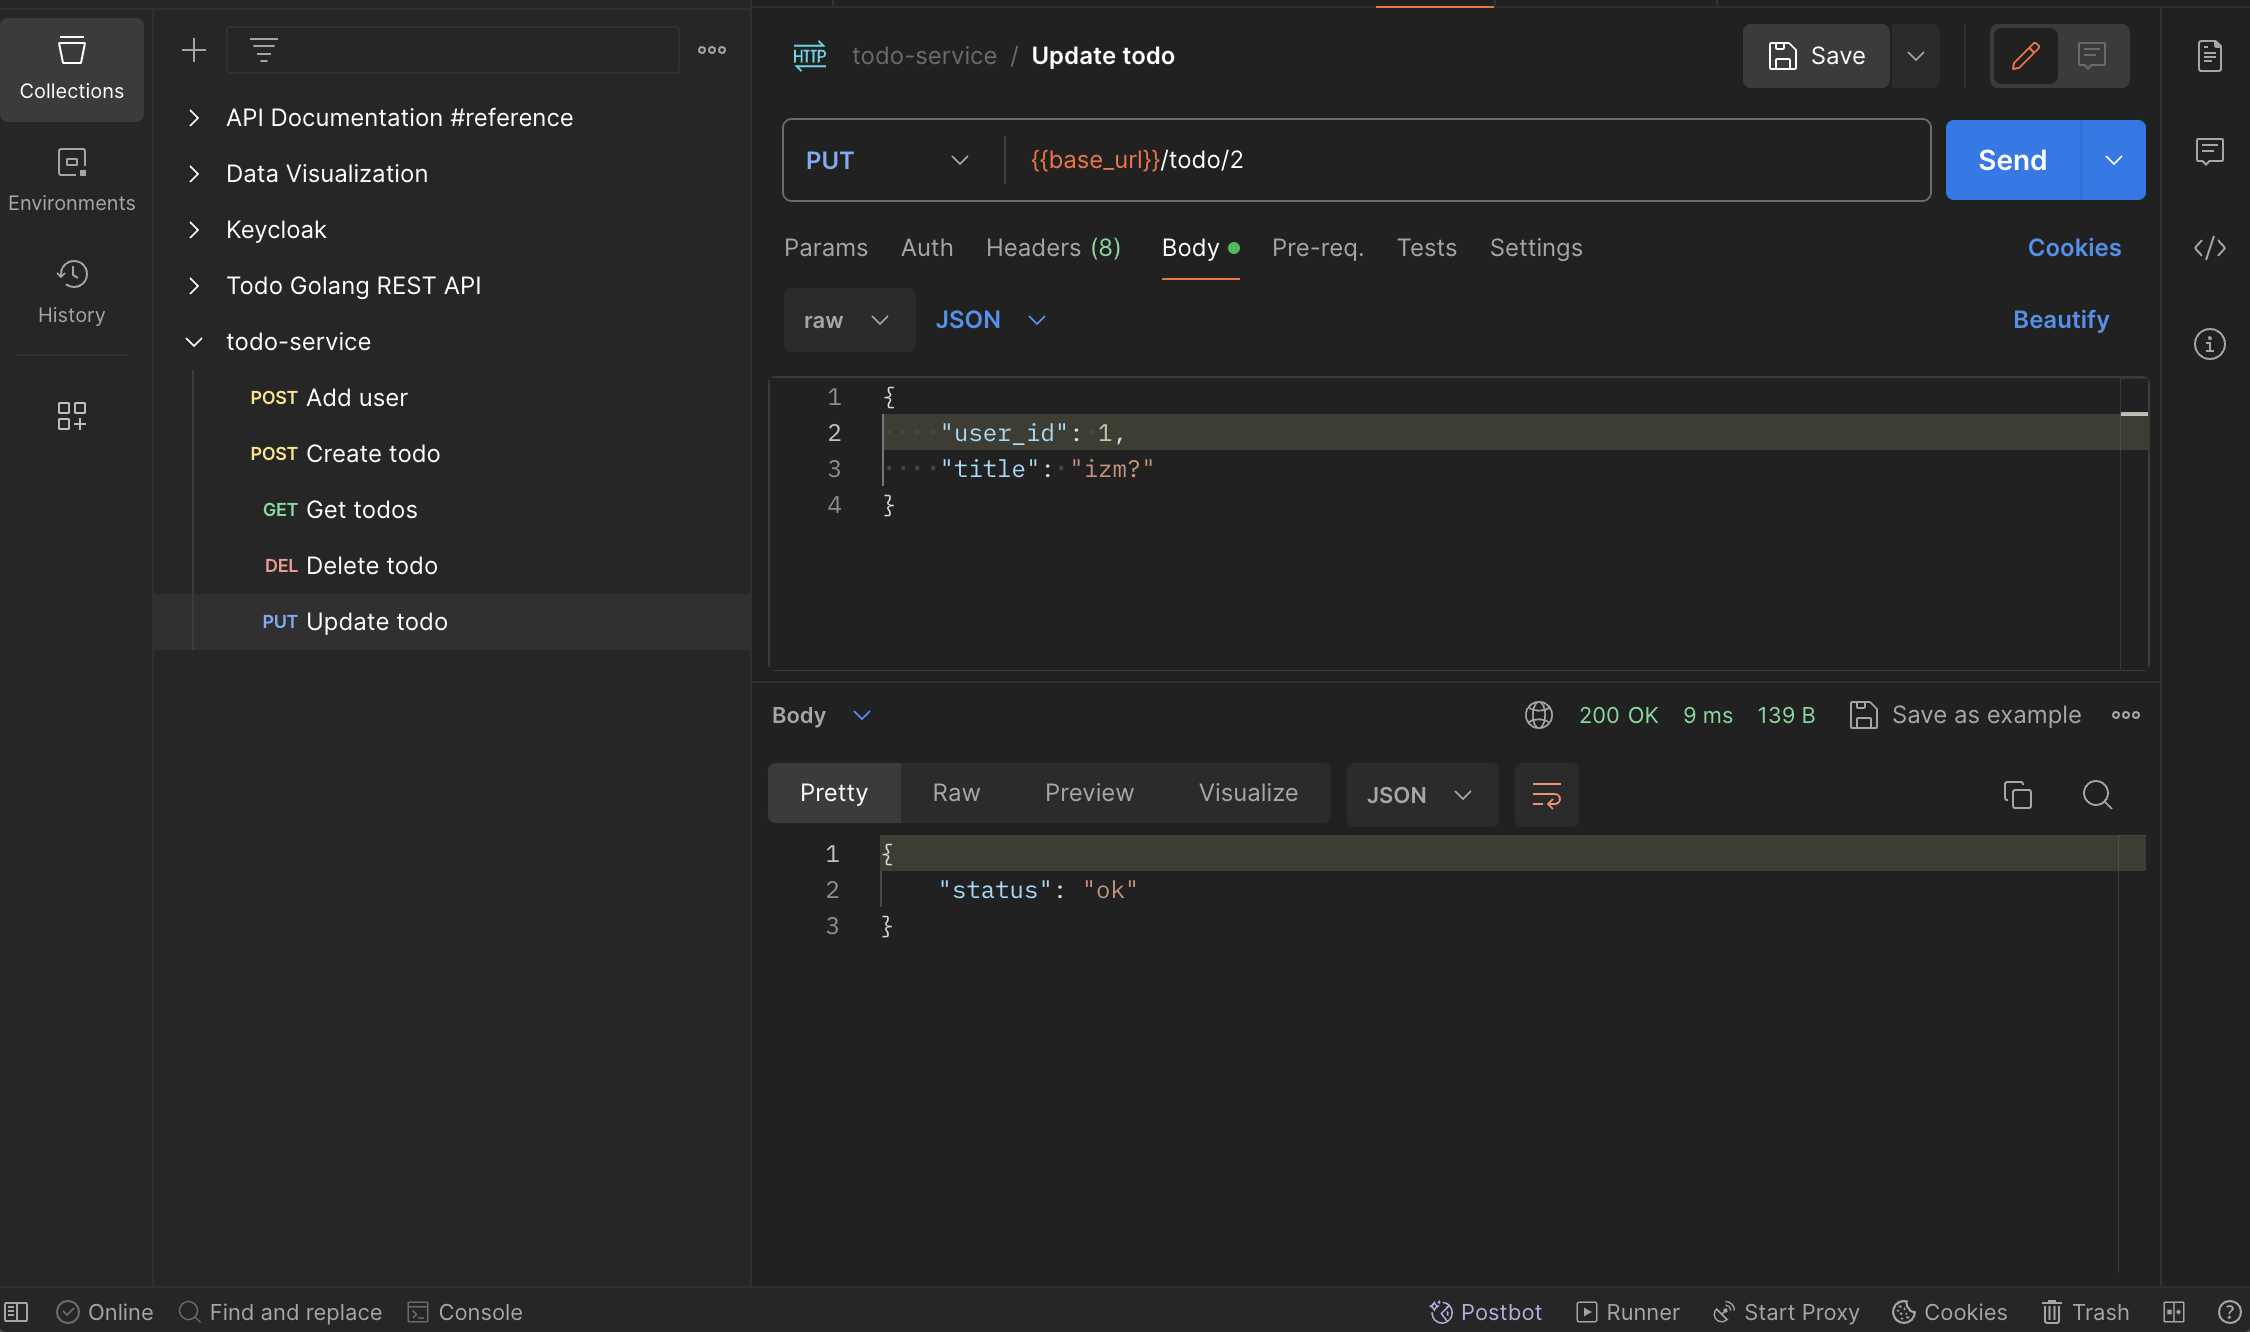 Collections
Environments
History
API Documentation #reference
Data Visualization
Keycloak
Todo Golang REST API
todo-service
POST Add user
POST Create todo
GET Get todos
DEL Delete todo
PUT Update todo
HTTP todo-service / Update todo
Save
PUT {{base_url}}/todo/2
Send
Params Auth Headers (8) Body Pre-req. Tests Settings Cookies
raw JSON Beautify
1 {
2 "user_id": 1,
3 "title": "izm?"
4 }
Body 200 OK 9 ms 139 B Save as example
Pretty Raw Preview Visualize JSON
1 {
2 "status": "ok"
3 }
Online Find and replace Console Postbot Runner Start Proxy Cookies Trash